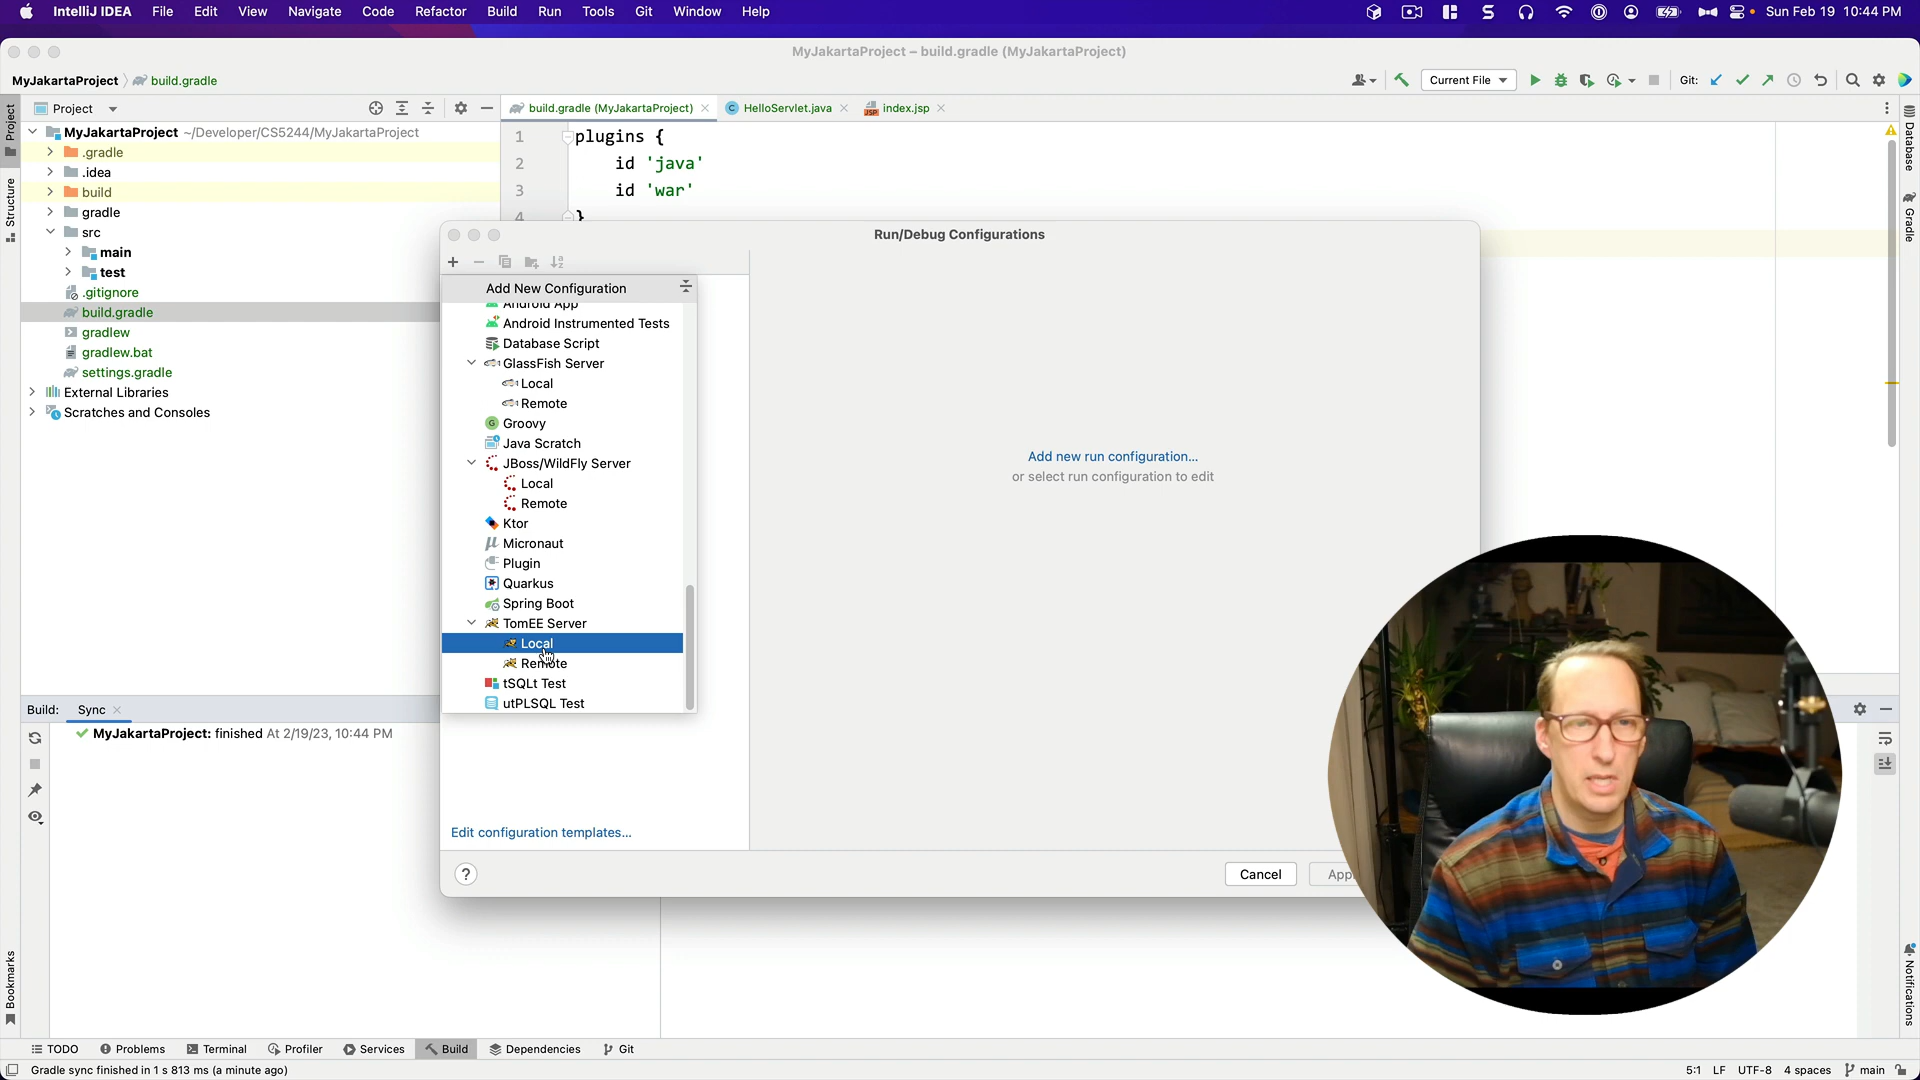 IntelliJ IDEA File Edit View Navigate Code Refactor Build Run Tools Git Window Help Sun Feb 19 10:44 PM
MyJakartaProject – build.gradle (MyJakartaProject)
MyJakartaProject build.gradle Current File Git:
Project
build.gradle (MyJakartaProject) HelloServlet.java index.jsp
MyJakartaProject ~/Developer/CS5244/MyJakartaProject
.gradle
.idea
build
gradle
src
main
test
.gitignore
build.gradle
gradlew
gradlew.bat
settings.gradle
External Libraries
Scratches and Consoles
Project
Structure
Bookmarks
1 plugins {
2 id 'java'
3 id 'war'
4 }
Database
Gradle
Notifications
Run/Debug Configurations
Add New Configuration
Android App
Android Instrumented Tests
Database Script
GlassFish Server
Local
Remote
Groovy
Java Scratch
JBoss/WildFly Server
Local
Remote
Ktor
Micronaut
Plugin
Quarkus
Spring Boot
TomEE Server
Local
Remote
tSQLt Test
utPLSQL Test
Add new run configuration...
or select run configuration to edit
Edit configuration templates...
? Cancel App
Build: Sync
MyJakartaProject: finished At 2/19/23, 10:44 PM
TODO Problems Terminal Profiler Services Build Dependencies Git
Gradle sync finished in 1 s 813 ms (a minute ago) 5:1 LF UTF-8 4 spaces main